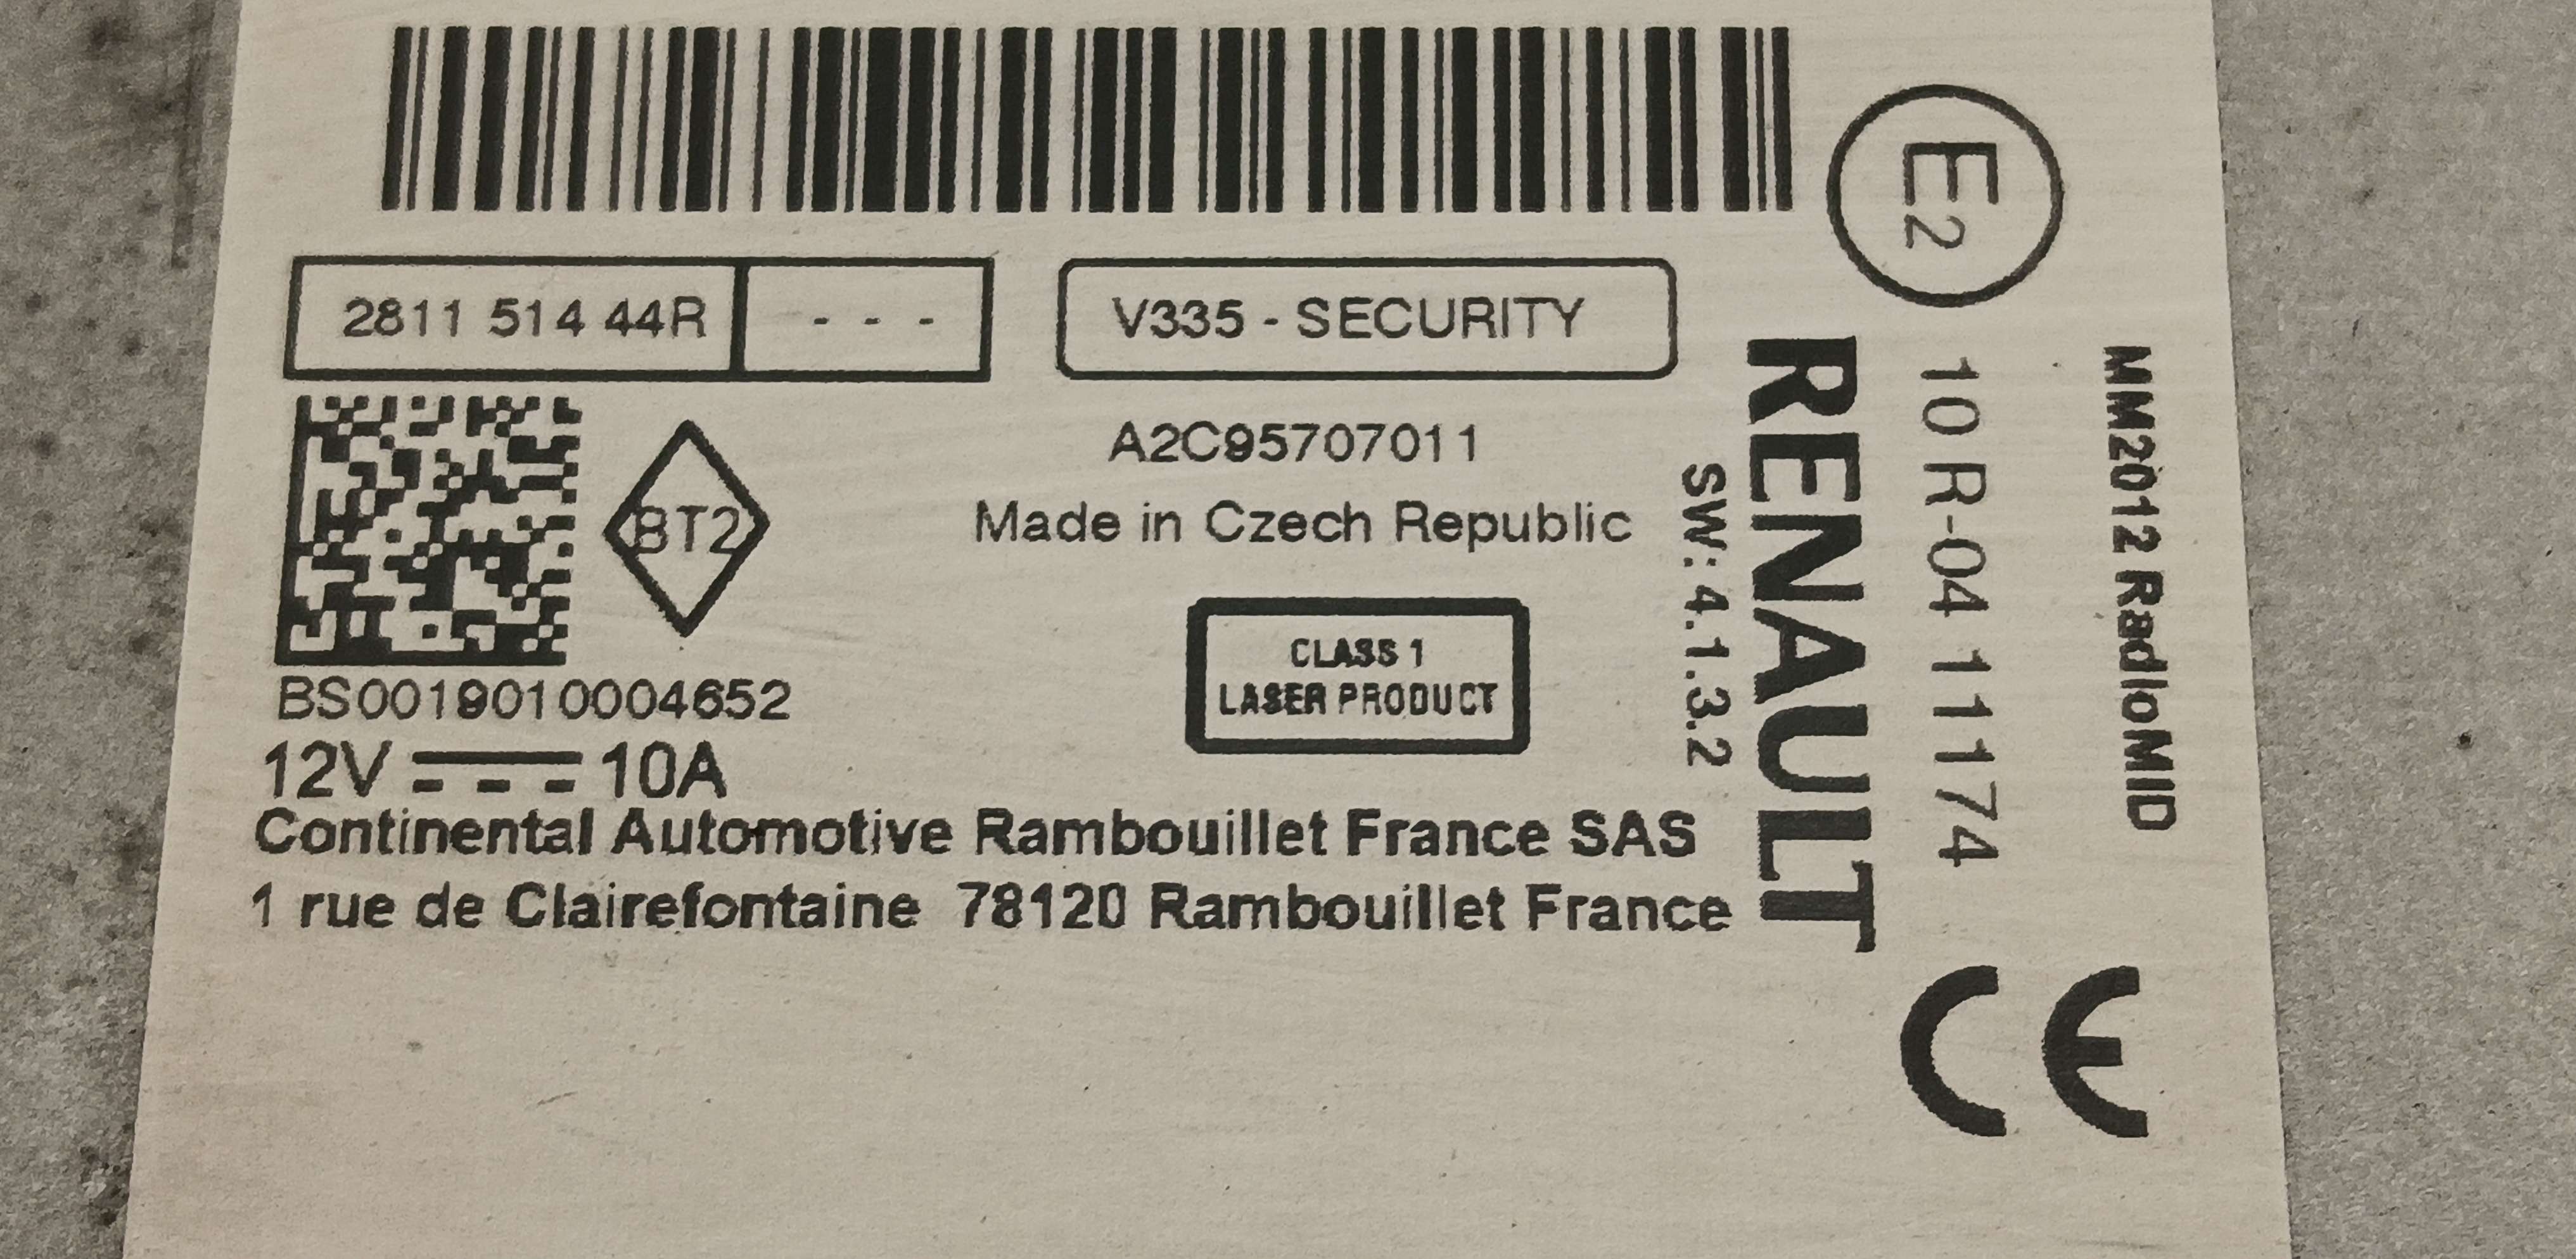 2811 514 44R - - -
V335 - SECURITY
BT2
A2C95707011
Made in Czech Republic
CLASS 1
LASER PRODUCT
BS0019010004652
12V 10A
Continental Automotive Rambouillet France SAS
1 rue de Clairefontaine 78120 Rambouillet France
SW: 4.1.3.2
RENAULT
E2
10 R-04 11174
MM2012 RadioMID
CE